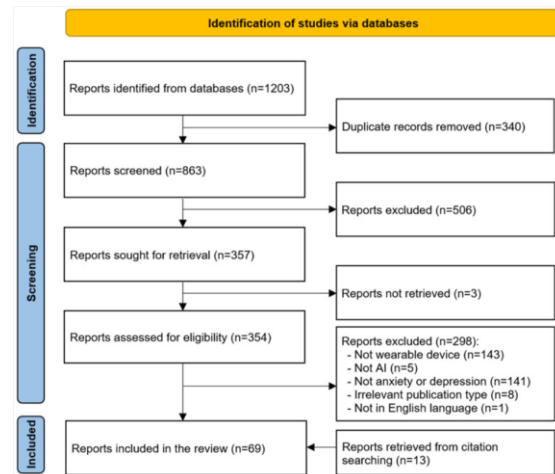 Identification of studies via databases
Identification
Reports identified from databases (n=1203)
Duplicate records removed (n=340)
Screening
Reports screened (n=863)
Reports excluded (n=506)
Reports sought for retrieval (n=357)
Reports not retrieved (n=3)
Reports assessed for eligibility (n=354)
Reports excluded (n=298):
- Not wearable device (n=143)
- Not AI (n=5)
- Not anxiety or depression (n=141)
- Irrelevant publication type (n=8)
- Not in English language (n=1)
Included
Reports included in the review (n=69)
Reports retrieved from citation
searching (n=13)